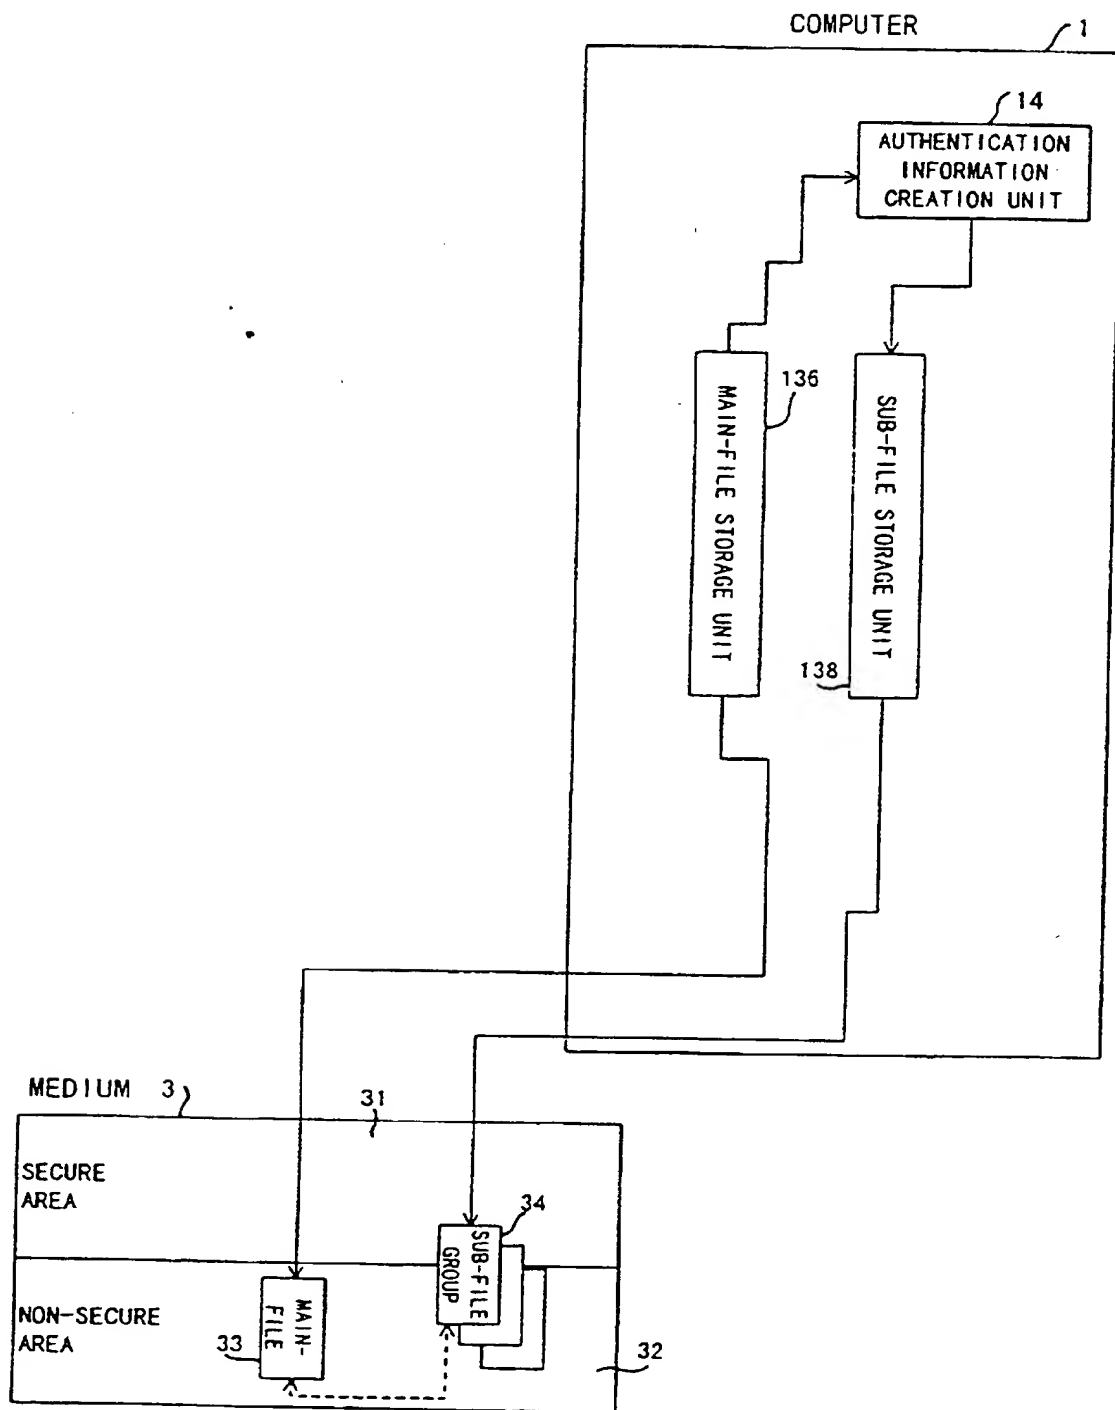 COMPUTER
1
14
AUTHENTICATION
INFORMATION
CREATION UNIT
136
MAIN-FILE STORAGE UNIT
SUB-FILE STORAGE UNIT
138
MEDIUM 3
31
SECURE
AREA
34
SUB-FILE
GROUP
NON-SECURE
AREA
MAIN-
FILE
33
32